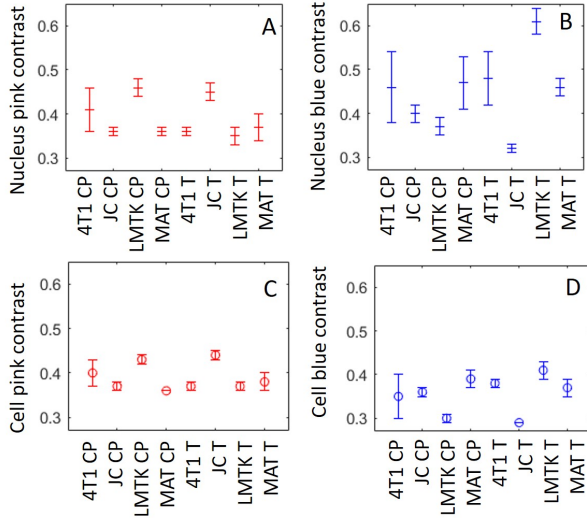 A
Nucleus pink contrast
0.6
0.5
0.4
0.3
4T1 CP
JC CP
LMTK CP
MAT CP
4T1 T
JC T
LMTK T
MAT T
B
Nucleus blue contrast
0.6
0.5
0.4
0.3
4T1 CP
JC CP
LMTK CP
MAT CP
4T1 T
JC T
LMTK T
MAT T
C
Cell pink contrast
0.6
0.5
0.4
0.3
4T1 CP
JC CP
LMTK CP
MAT CP
4T1 T
JC T
LMTK T
MAT T
D
Cell blue contrast
0.6
0.5
0.4
0.3
4T1 CP
JC CP
LMTK CP
MAT CP
4T1 T
JC T
LMTK T
MAT T